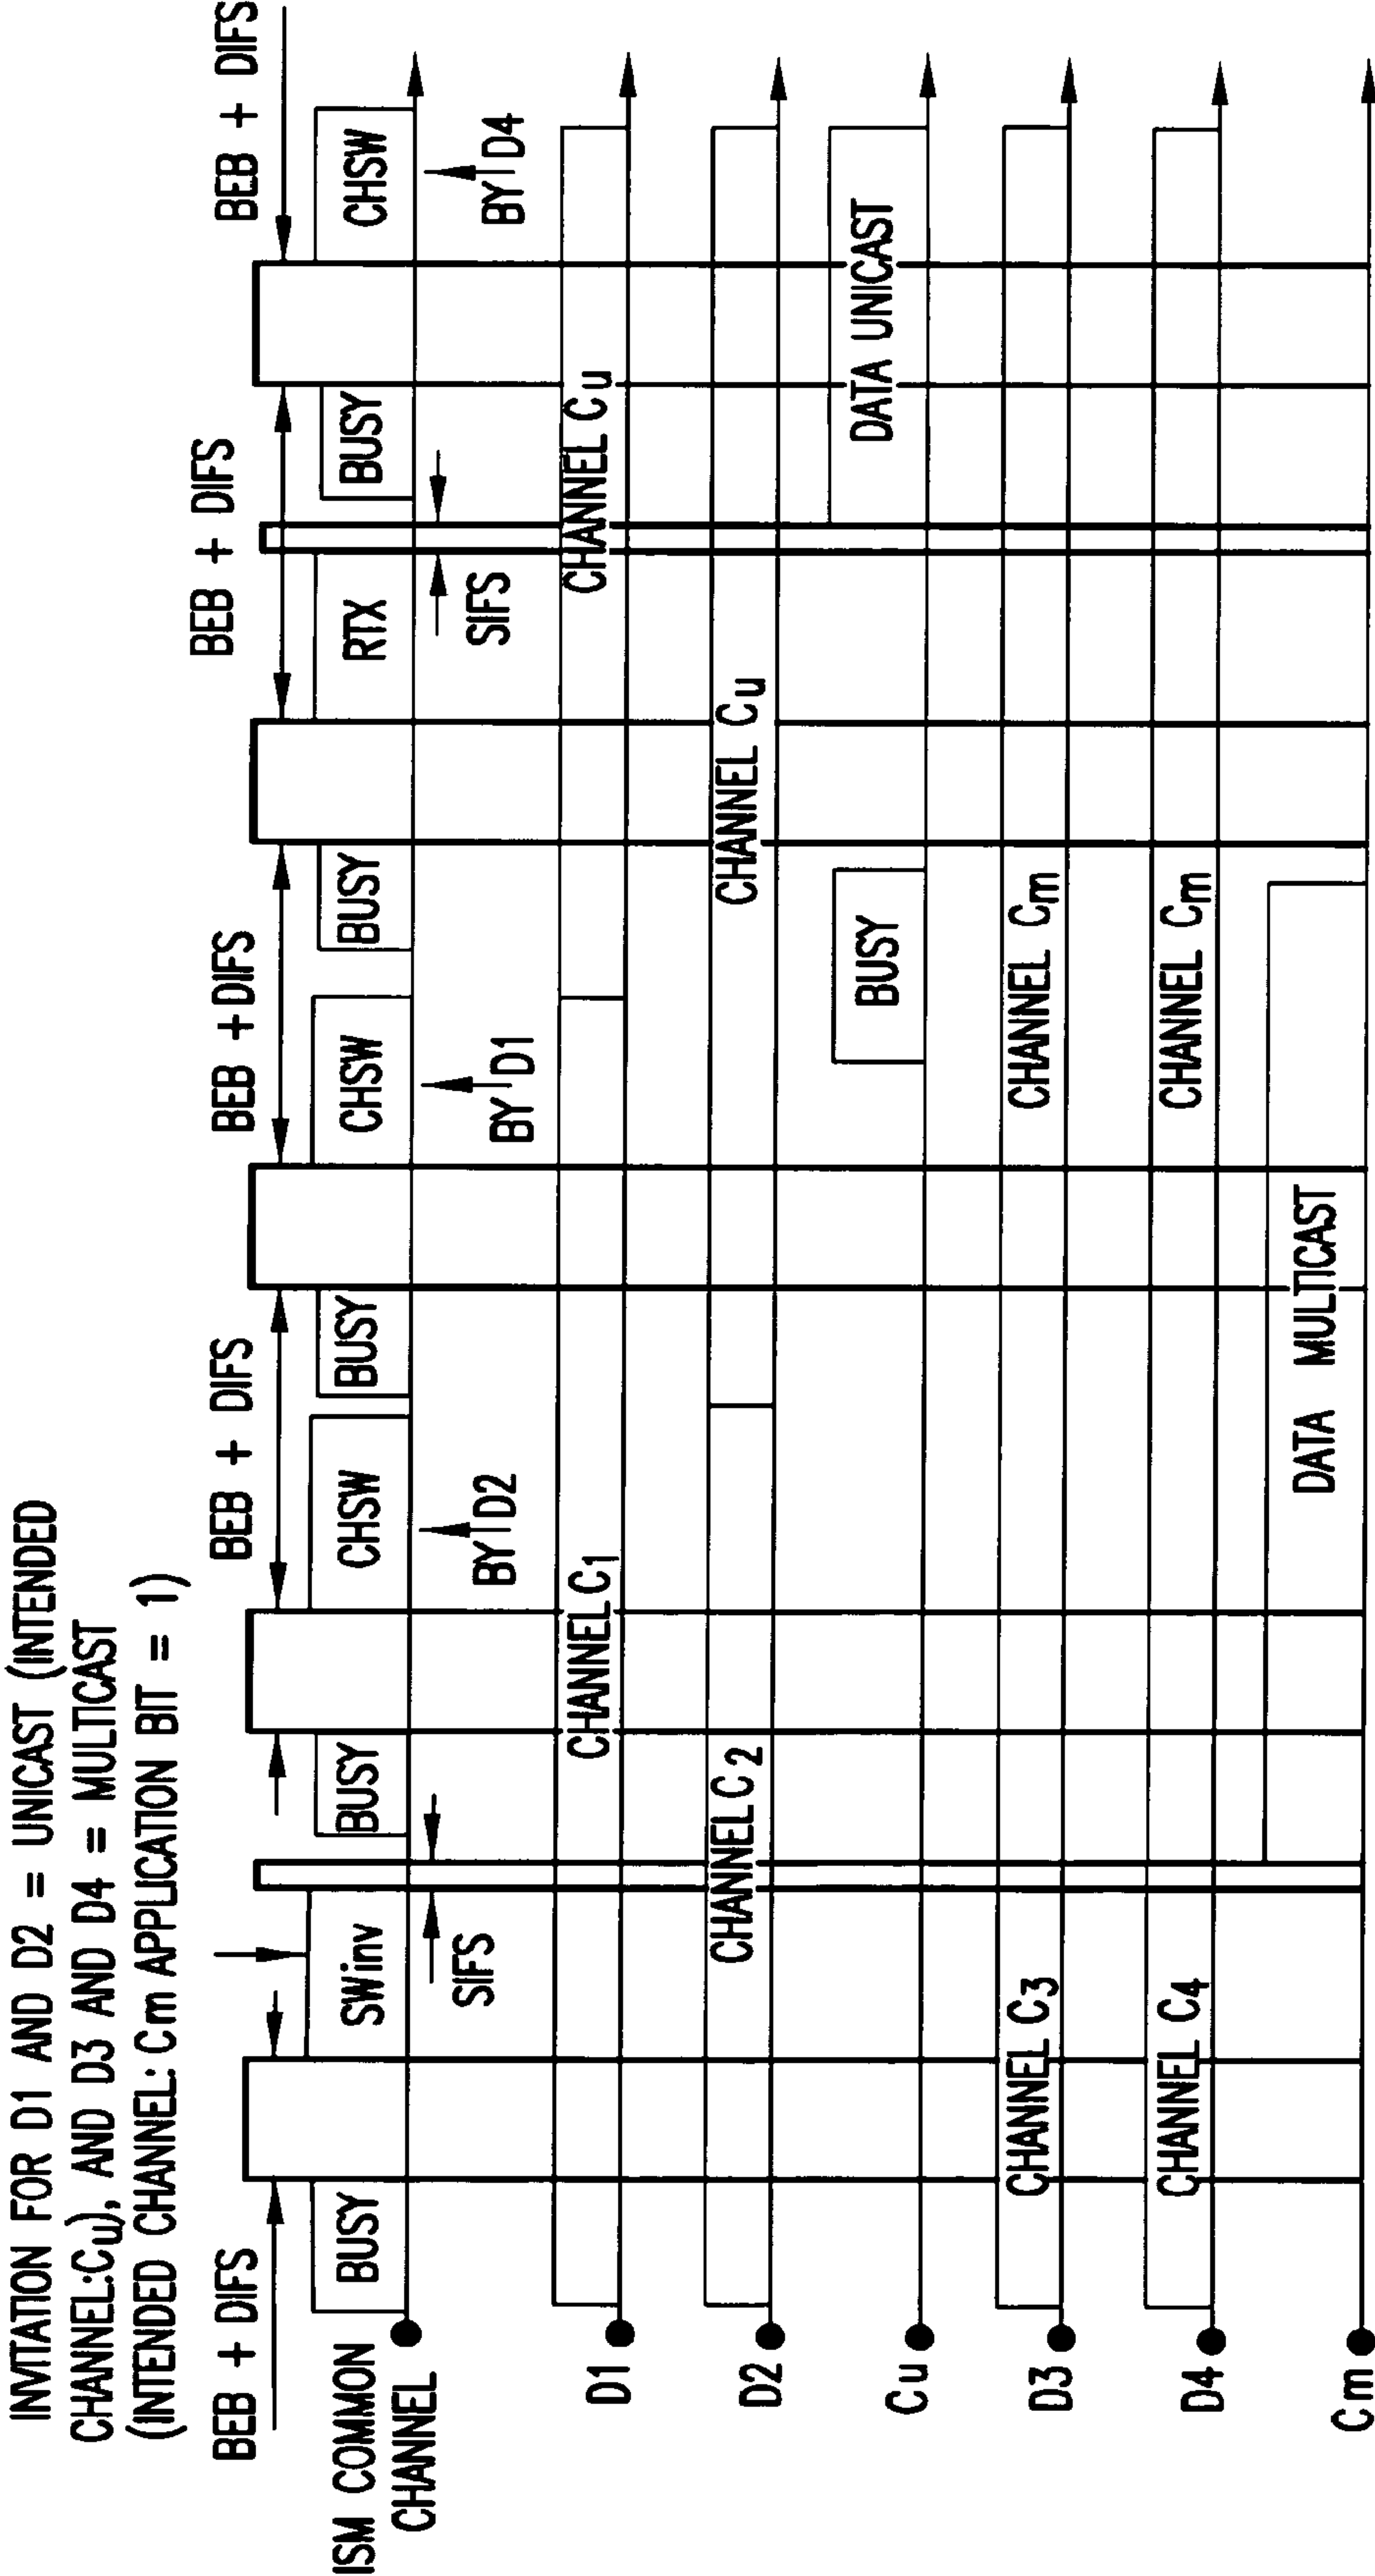 INVITATION FOR D1 AND D2 = UNICAST (INTENDED
CHANNEL:Cu), AND D3 AND D4 = MULTICAST
(INTENDED CHANNEL: Cm APPLICATION BIT = 1)
BEB + DIFS
BEB + DIFS
BEB +DIFS
BEB + DIFS
BEB + DIFS
ISM COMMON
CHANNEL
BUSY
SWinv
BUSY
CHSW
BUSY
CHSW
BUSY
RTX
BUSY
CHSW
SIFS
BY D2
BY D1
SIFS
BY D4
D1
CHANNEL C1
CHANNEL Cu
D2
CHANNEL C2
CHANNEL Cu
Cu
BUSY
DATA UNICAST
D3
CHANNEL C3
CHANNEL Cm
D4
CHANNEL C4
CHANNEL Cm
Cm
DATA MULTICAST